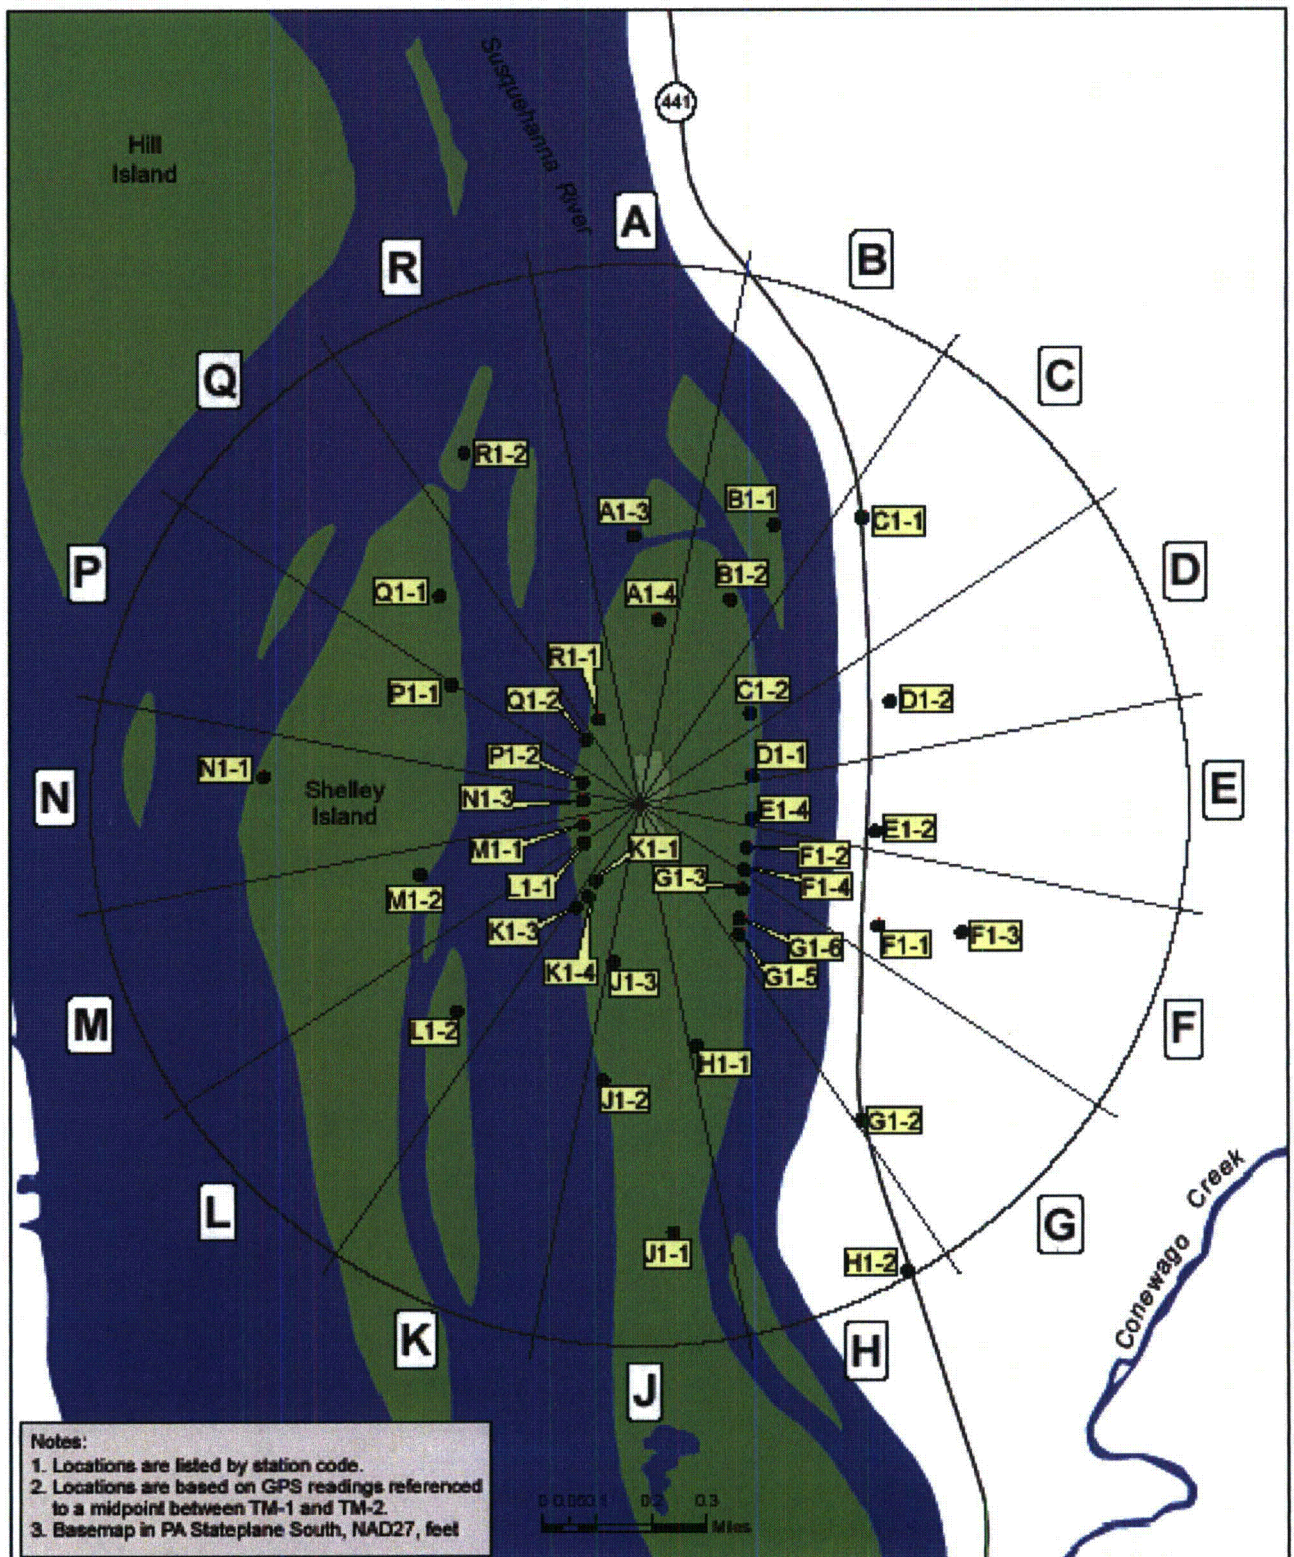 Susquehanna River
441
Hill
Island
A
B
R
C
Q
R1-2
B1-1
A1-3
C1-1
P
D
B1-2
Q1-1
A1-4
R1-1
C1-2
P1-1
Q1-2
D1-2
P1-2
D1-1
N1-1
N
Shelley
Island
N1-3
E
E1-4
E1-2
M1-1
K1-1
F1-2
G1-3
L1-1
F1-4
M1-2
K1-3
F1-1
F1-3
G1-6
K1-4
J1-3
G1-5
M
L1-2
F
H1-1
J1-2
G1-2
Conewago Creek
L
G
J1-1
H1-2
K
H
J
Notes:
1. Locations are listed by station code.
2. Locations are based on GPS readings referenced
to a midpoint between TM-1 and TM-2.
3. Basemap in PA Stateplane South, NAD27, feet
0 0.050.1 0.2 0.3
Miles